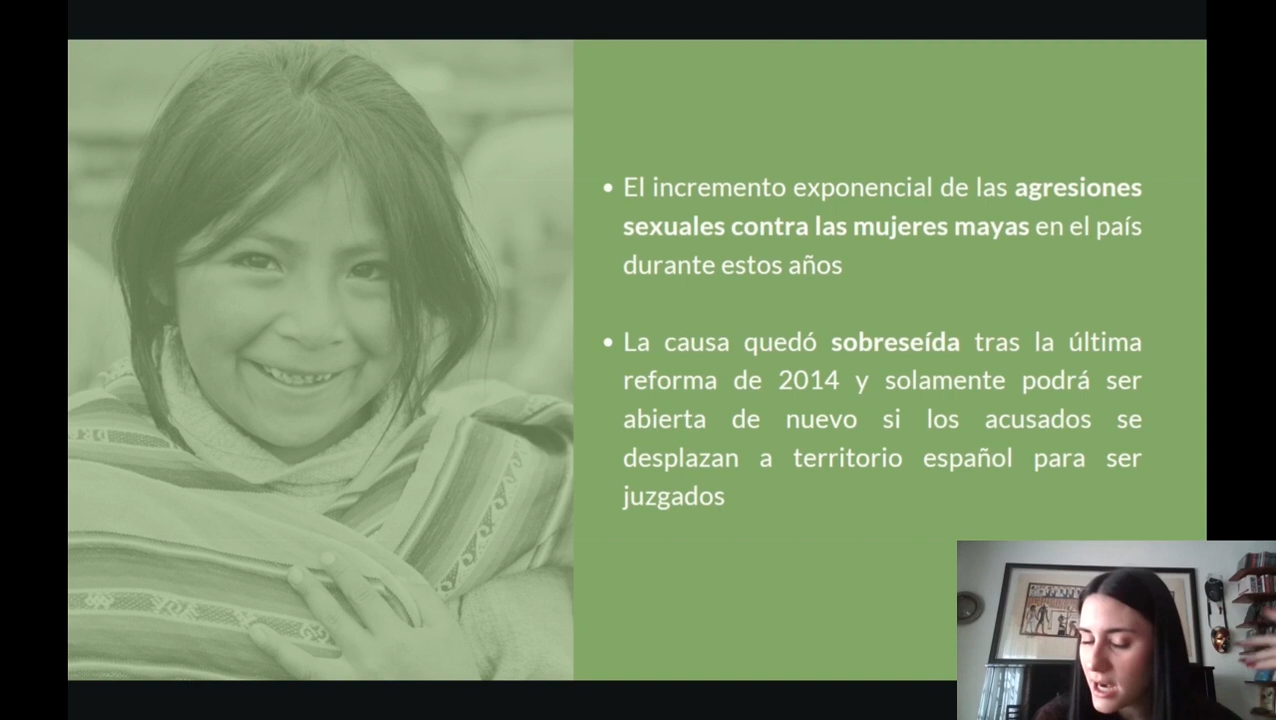 • El incremento exponencial de las agresiones
sexuales contra las mujeres mayas en el país
durante estos años
• La causa quedó sobreseída tras la última
reforma de 2014 y solamente podrá ser
abierta de nuevo si los acusados se
desplazan a territorio español para ser
juzgados